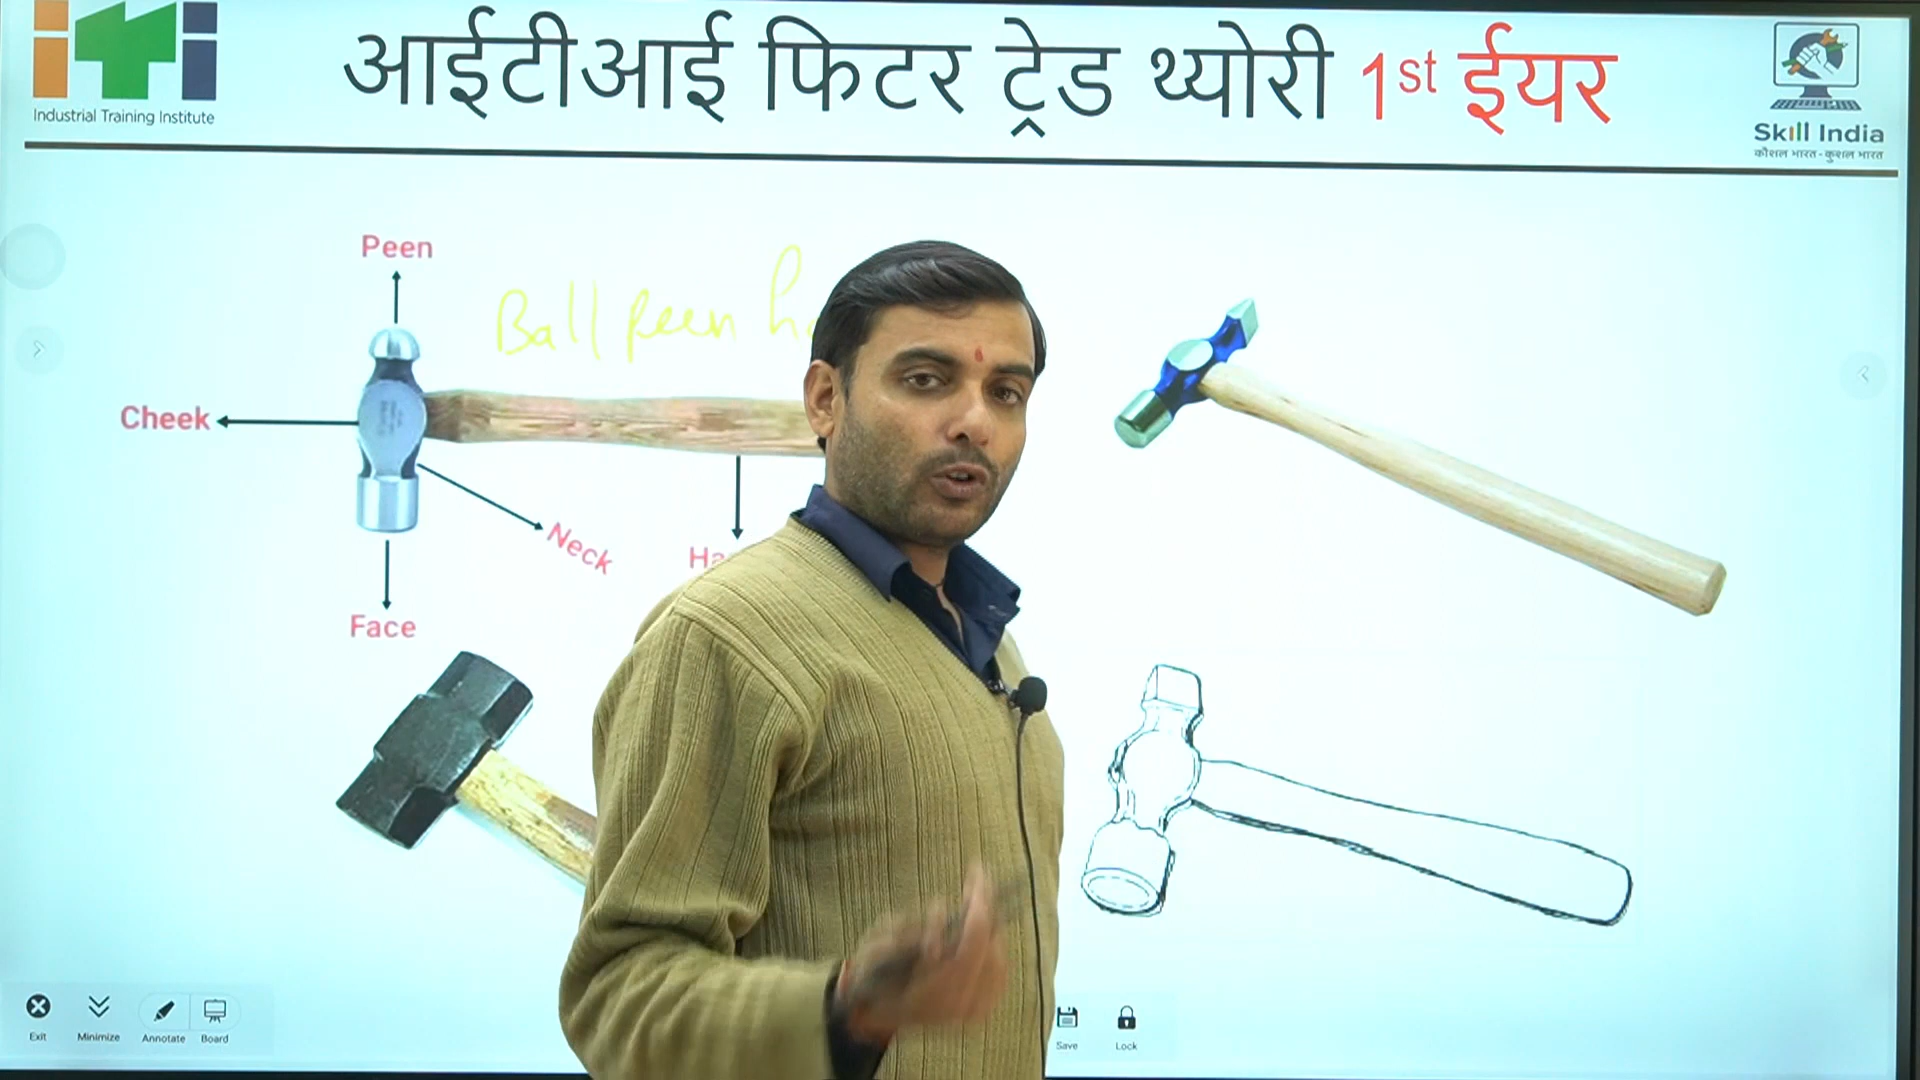 iTi
Industrial Training Institute
आईटीआई फिटर ट्रेड थ्योरी 1st ईयर
Skill India
कौशल भारत - कुशल भारत
Peen
Ball peen
Cheek
Neck
Face
Exit
Minimize
Annotate
Board
Save
Lock